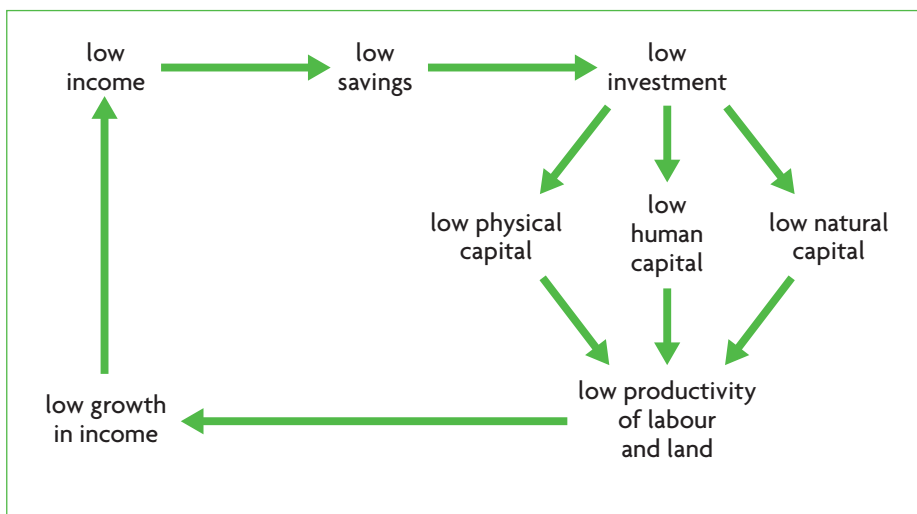 low
income
low
savings
low
investment
low physical
capital
low
human
capital
low natural
capital
low productivity
of labour
and land
low growth
in income